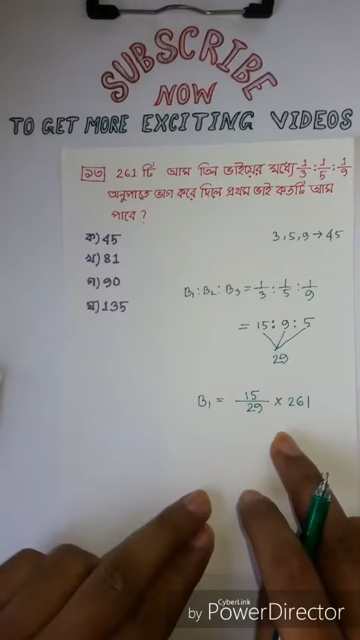 SUBSCRIBE
NOW
TO GET MORE EXCITING VIDEOS
১৩ 261 টি আম তিন ভাইয়ের মধ্যে 1/3 : 1/5 : 1/9
অনুপাতে ভাগ করে দিলে প্রথম ভাই কতটি আম
পাবে ?
ক) 45
খ) 81
গ) 90
ঘ) 135
3, 5, 9 → 45
B₁ : B₂ : B₃ = 1/3 : 1/5 : 1/9
= 15 : 9 : 5
29
B₁ = 15/29 × 261
CyberLink
by PowerDirector